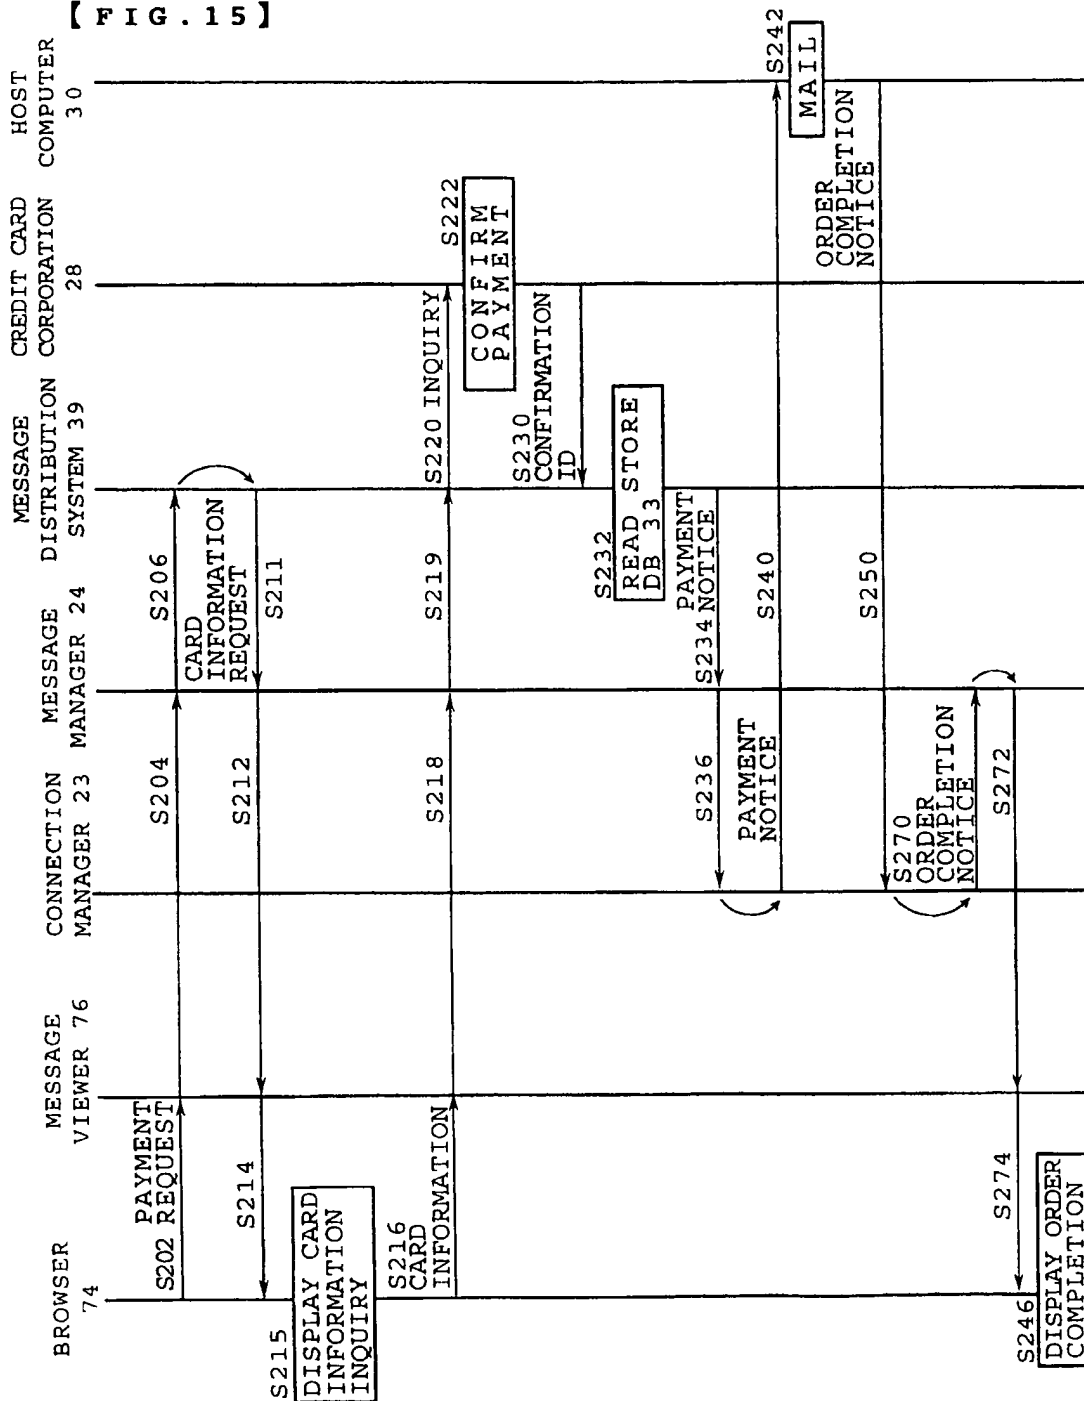 【FIG.15】
BROWSER
74
MESSAGE
VIEWER 76
CONNECTION
MANAGER 23
MESSAGE
MANAGER 24
MESSAGE
DISTRIBUTION
SYSTEM 39
CREDIT CARD
CORPORATION
28
HOST
COMPUTER
30
PAYMENT
S202 REQUEST
S204
S206
CARD
INFORMATION
REQUEST
S211
S212
S214
S215
DISPLAY CARD
INFORMATION
INQUIRY
S216
CARD
INFORMATION
S218
S219
S220 INQUIRY
S222
CONFIRM
PAYMENT
S230
CONFIRMATION
ID
S232
READ STORE
DB 33
PAYMENT
S234 NOTICE
S236
PAYMENT
NOTICE
S240
S242
MAIL
ORDER
COMPLETION
NOTICE
S250
S270
ORDER
COMPLETION
NOTICE
S272
S274
S246
DISPLAY ORDER
COMPLETION